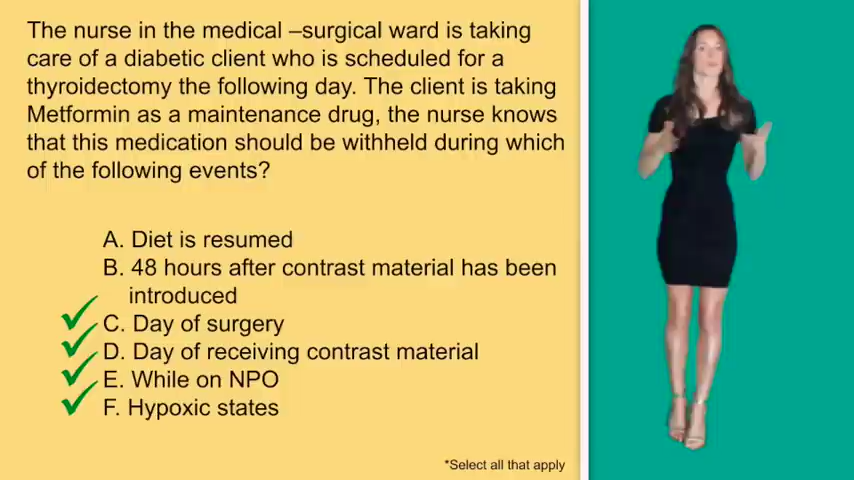 The nurse in the medical –surgical ward is taking
care of a diabetic client who is scheduled for a
thyroidectomy the following day. The client is taking
Metformin as a maintenance drug, the nurse knows
that this medication should be withheld during which
of the following events?
A. Diet is resumed
B. 48 hours after contrast material has been
introduced
C. Day of surgery
D. Day of receiving contrast material
E. While on NPO
F. Hypoxic states
*Select all that apply